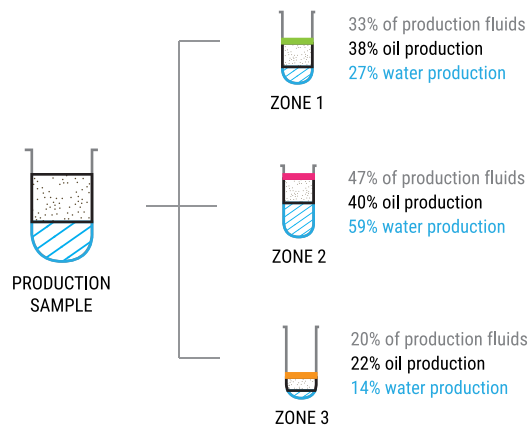 33% of production fluids
38% oil production
27% water production
ZONE 1
47% of production fluids
40% oil production
59% water production
ZONE 2
PRODUCTION
SAMPLE
20% of production fluids
22% oil production
14% water production
ZONE 3